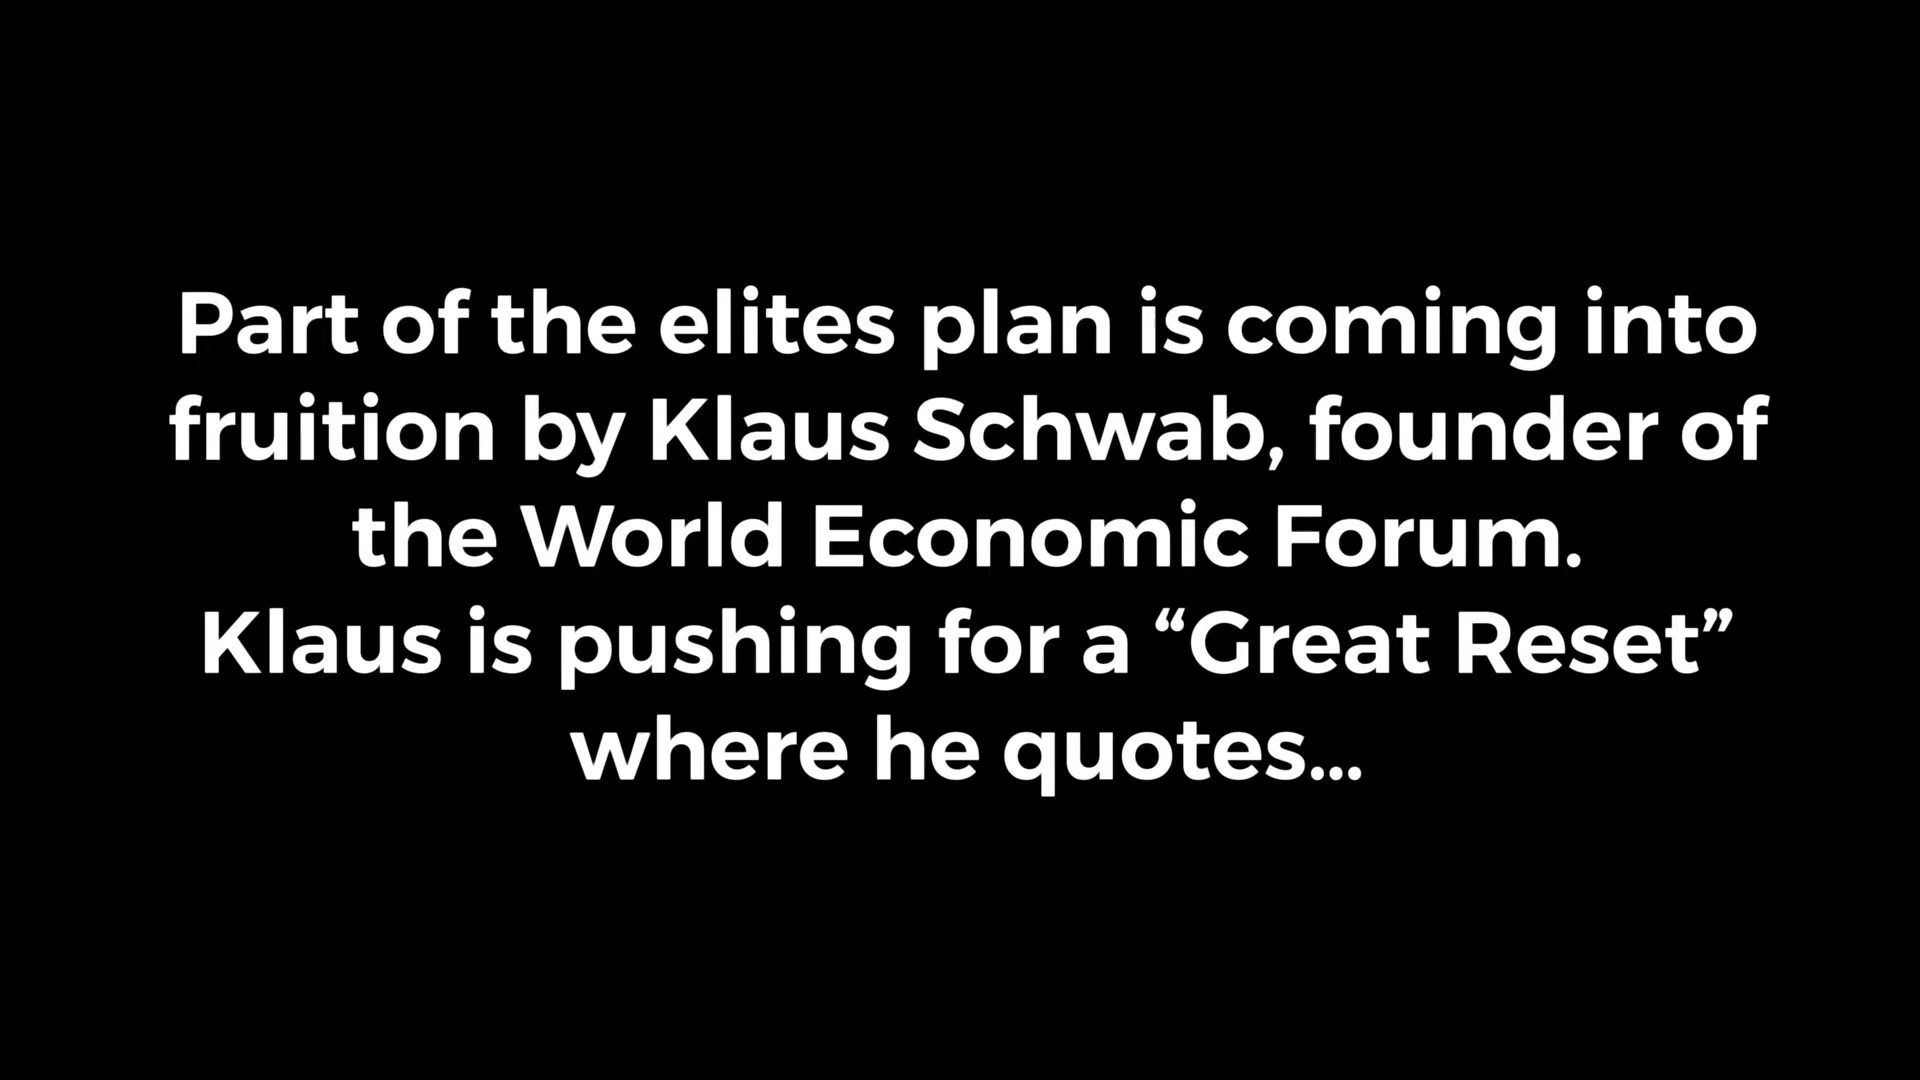 Part of the elites plan is coming into
fruition by Klaus Schwab, founder of
the World Economic Forum.
Klaus is pushing for a “Great Reset”
where he quotes...